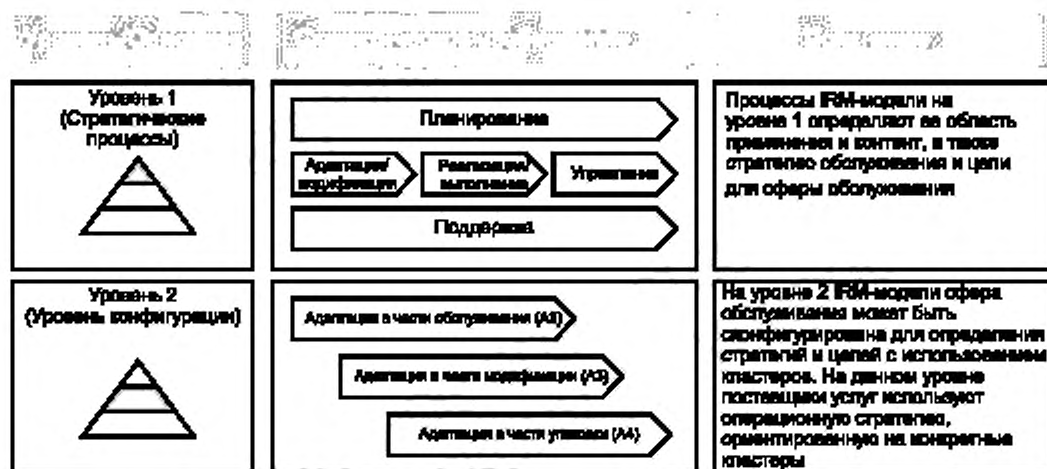 Уровень 1
(Стратегические
процессы)
Планирование
Адаптация/
модификация
Реализация/
выполнение
Управление
Поддержка
Процессы IRM-модели на
уровне 1 определяют ее область
применения и контент, а также
стратегию обслуживания и цели
для сферы обслуживания
Уровень 2
(Уровень конфигурации)
Адаптация в части обслуживания
Адаптация в части модификации (А3)
Адаптация в части упаковки (А4)
На уровне 2 IRM-модели сфера
обслуживания может быть
сконфигурирована для определения
стратегий и целей с использованием
кластеров. На данном уровне
поставщики услуг используют
операционную стратегию,
ориентированную на конкретные
кластеры